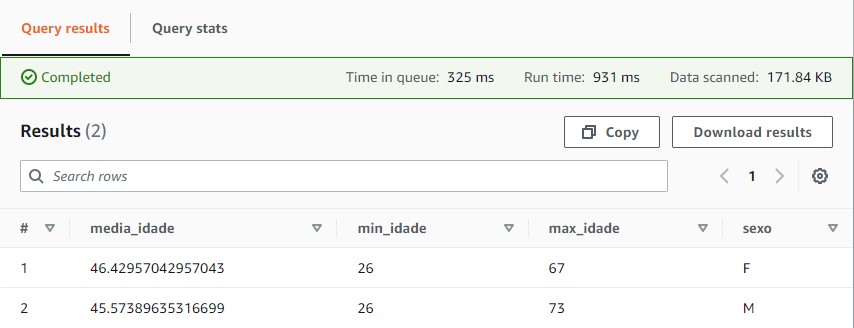 Query results Query stats
Completed Time in queue: 325 ms Run time: 931 ms Data scanned: 171.84 KB
Results (2) Copy Download results
Search rows 1
# media_idade min_idade max_idade sexo
1 46.42957042957043 26 67 F
2 45.57389635316699 26 73 M